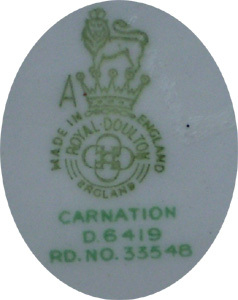 A
MADE IN ENGLAND
ROYAL·DOULTON
ENGLAND
CARNATION
D.6419
RD.NO.33548